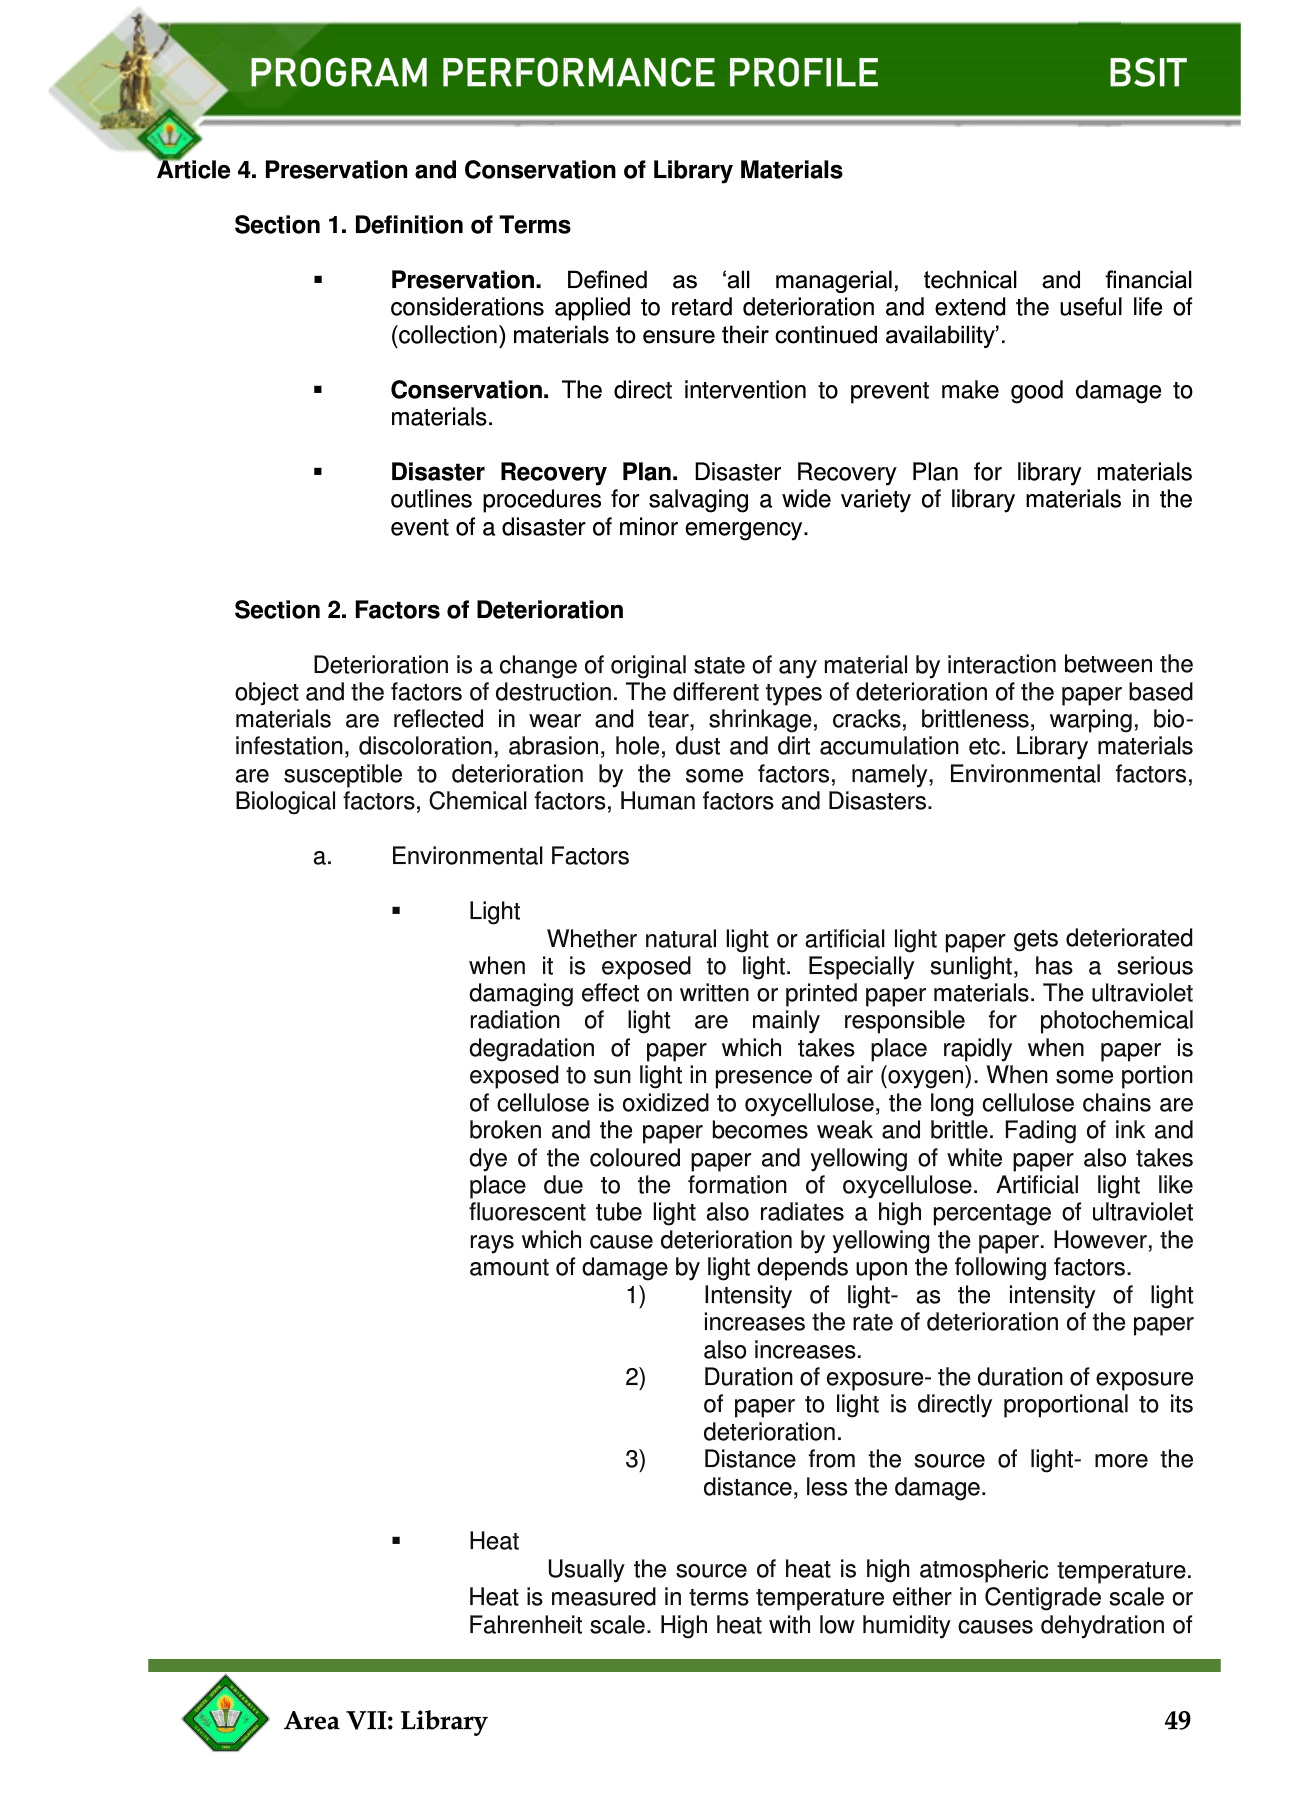 PROGRAM PERFORMANCE PROFILE BSIT
Article 4. Preservation and Conservation of Library Materials
Section 1. Definition of Terms
▪ Preservation. Defined as ‘all managerial, technical and financial
considerations applied to retard deterioration and extend the useful life of
(collection) materials to ensure their continued availability’.
▪ Conservation. The direct intervention to prevent make good damage to
materials.
▪ Disaster Recovery Plan. Disaster Recovery Plan for library materials
outlines procedures for salvaging a wide variety of library materials in the
event of a disaster of minor emergency.
Section 2. Factors of Deterioration
Deterioration is a change of original state of any material by interaction between the
object and the factors of destruction. The different types of deterioration of the paper based
materials are reflected in wear and tear, shrinkage, cracks, brittleness, warping, bio-
infestation, discoloration, abrasion, hole, dust and dirt accumulation etc. Library materials
are susceptible to deterioration by the some factors, namely, Environmental factors,
Biological factors, Chemical factors, Human factors and Disasters.
a. Environmental Factors
▪ Light
Whether natural light or artificial light paper gets deteriorated
when it is exposed to light. Especially sunlight, has a serious
damaging effect on written or printed paper materials. The ultraviolet
radiation of light are mainly responsible for photochemical
degradation of paper which takes place rapidly when paper is
exposed to sun light in presence of air (oxygen). When some portion
of cellulose is oxidized to oxycellulose, the long cellulose chains are
broken and the paper becomes weak and brittle. Fading of ink and
dye of the coloured paper and yellowing of white paper also takes
place due to the formation of oxycellulose. Artificial light like
fluorescent tube light also radiates a high percentage of ultraviolet
rays which cause deterioration by yellowing the paper. However, the
amount of damage by light depends upon the following factors.
1) Intensity of light- as the intensity of light
increases the rate of deterioration of the paper
also increases.
2) Duration of exposure- the duration of exposure
of paper to light is directly proportional to its
deterioration.
3) Distance from the source of light- more the
distance, less the damage.
▪ Heat
Usually the source of heat is high atmospheric temperature.
Heat is measured in terms temperature either in Centigrade scale or
Fahrenheit scale. High heat with low humidity causes dehydration of
Area VII: Library 49